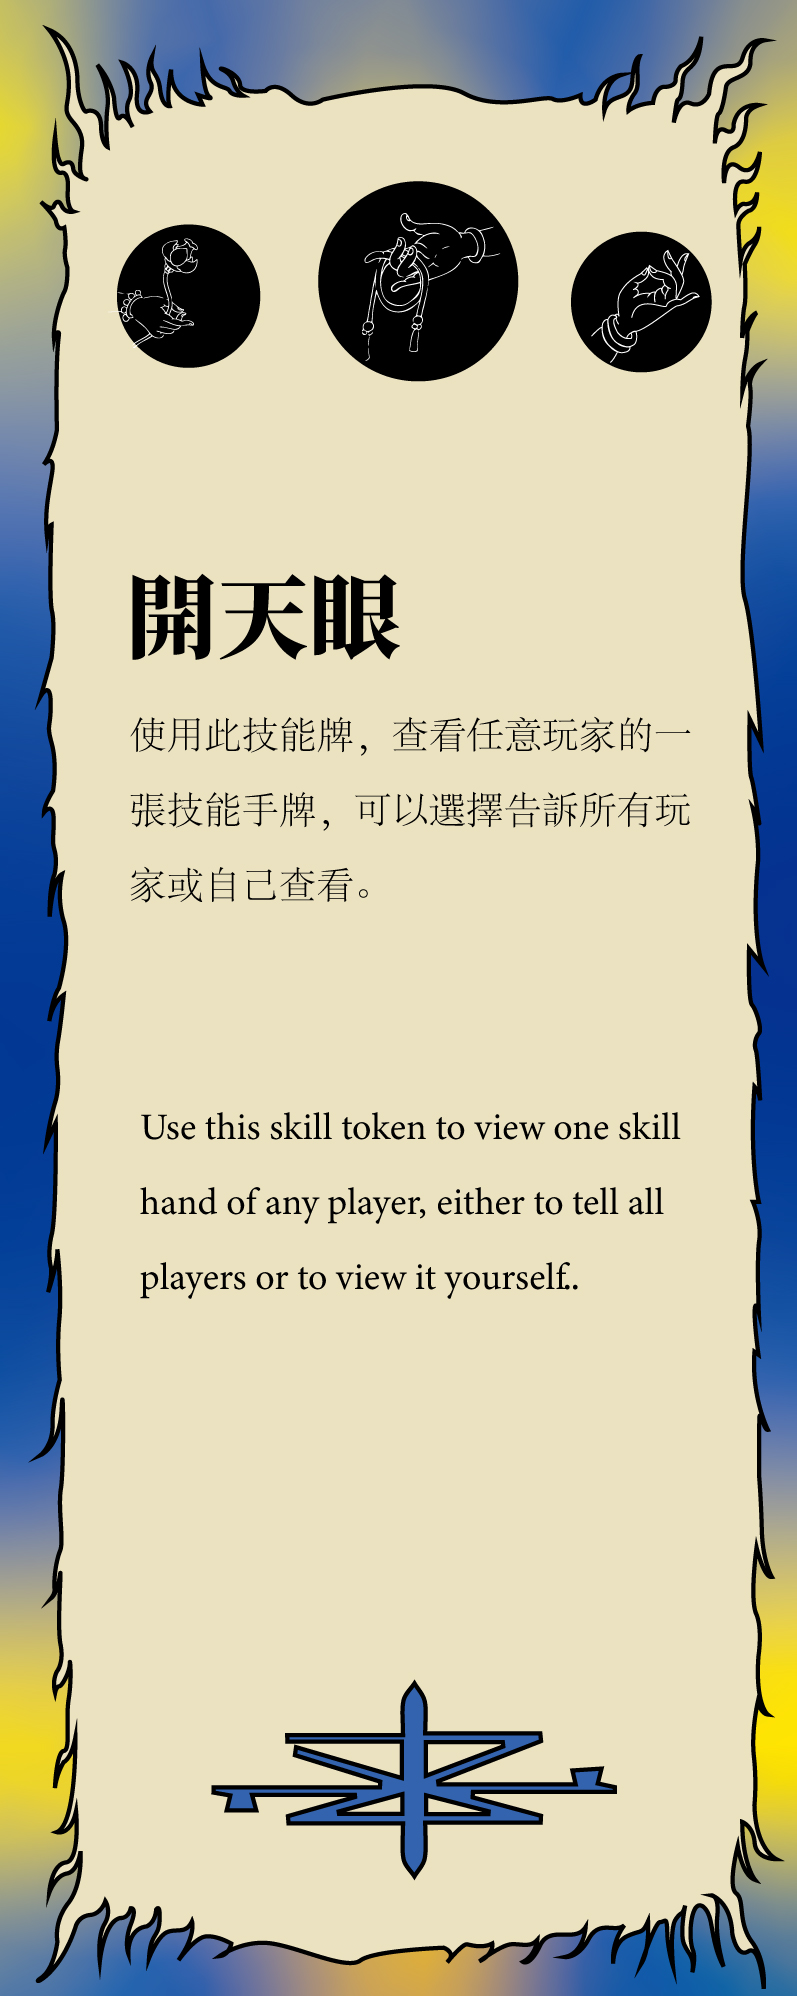 開天眼
使用此技能牌，查看任意玩家的一
張技能手牌，可以選擇告訴所有玩
家或自己查看。
Use this skill token to view one skill
hand of any player, either to tell all
players or to view it yourself..